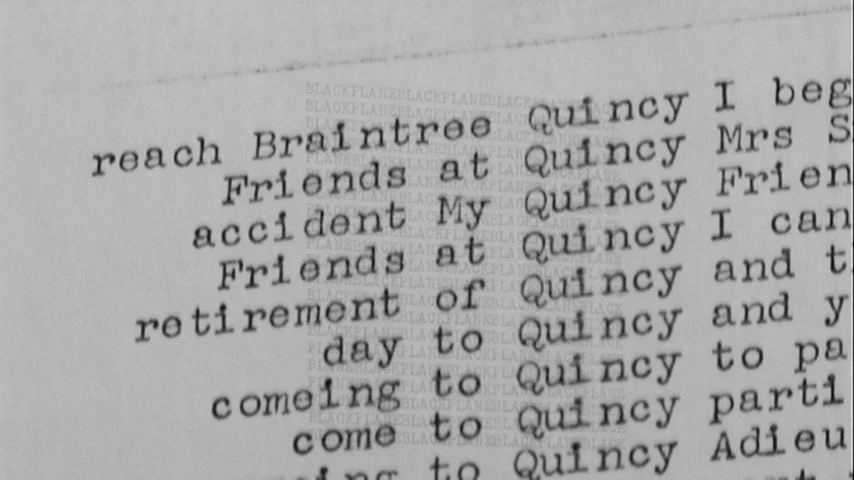 reach Braintree Quincy I beg
Friends at Quincy Mrs S
accident My Quincy Frien
Friends at Quincy I can
retirement of Quincy and t
day to Quincy and y
comeing to Quincy to pa
come to Quincy parti
to Quincy Adieu